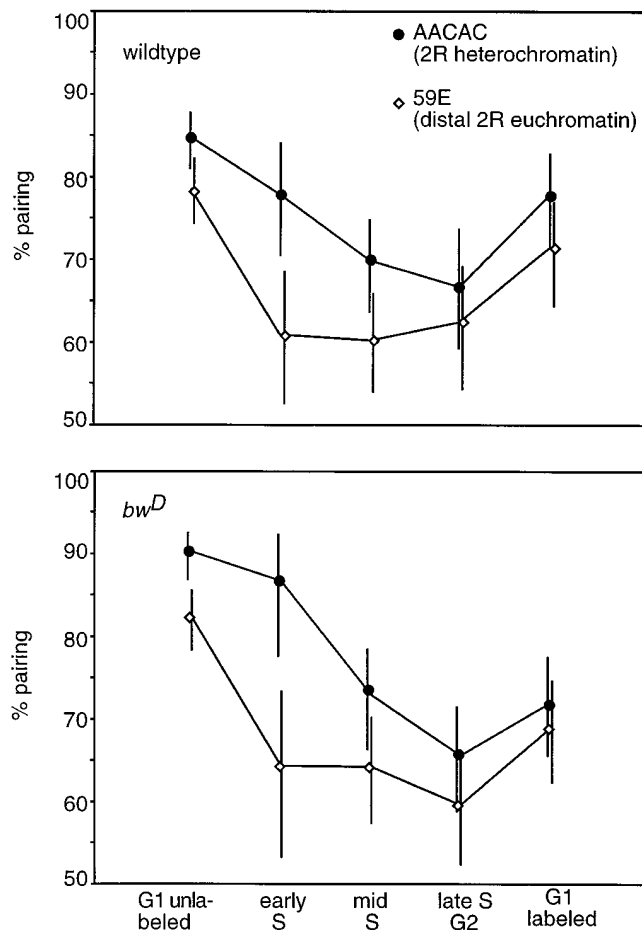 100
90
80
70
60
50
% pairing
wildtype
AACAC
(2R heterochromatin)
59E
(distal 2R euchromatin)
100
90
80
70
60
50
% pairing
bwD
G1 unla-
beled
early
S
mid
S
late S
G2
G1
labeled